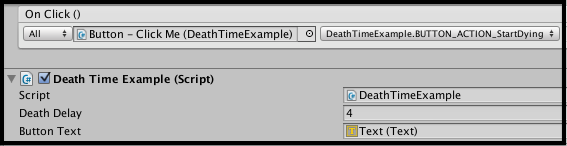 On Click ()
All Button - Click Me (DeathTimeExample) DeathTimeExample.BUTTON_ACTION_StartDying
Death Time Example (Script)
Script DeathTimeExample
Death Delay 4
Button Text Text (Text)